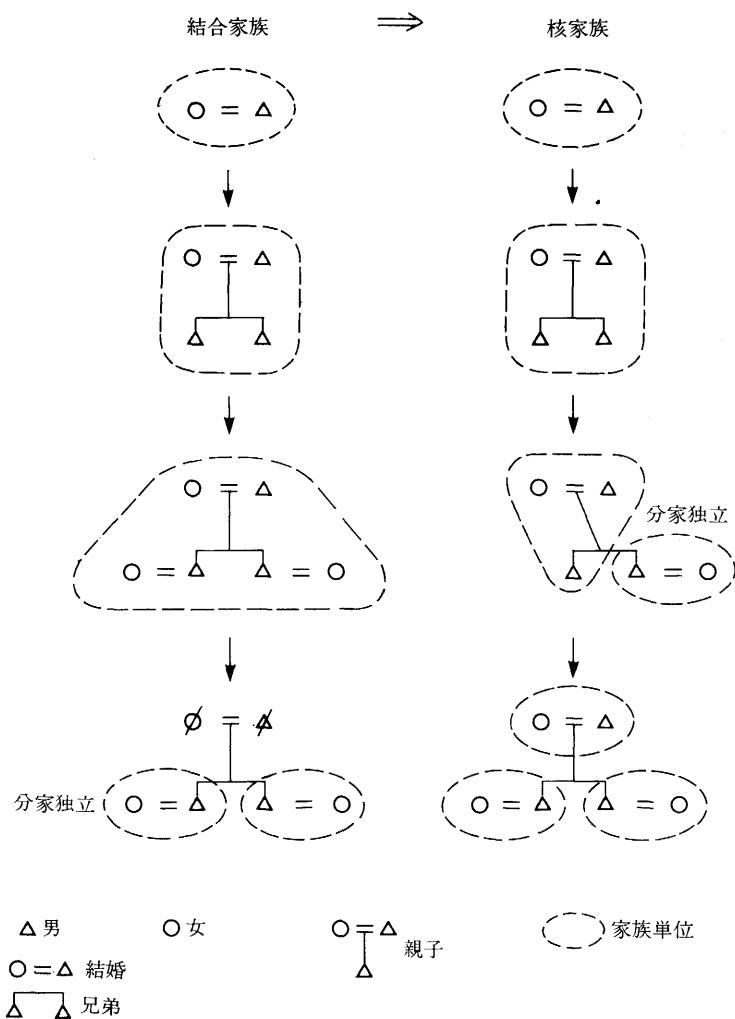 結合家族 ⇒ 核家族
分家独立
分家独立
男 女 親子 家族単位
結婚
兄弟